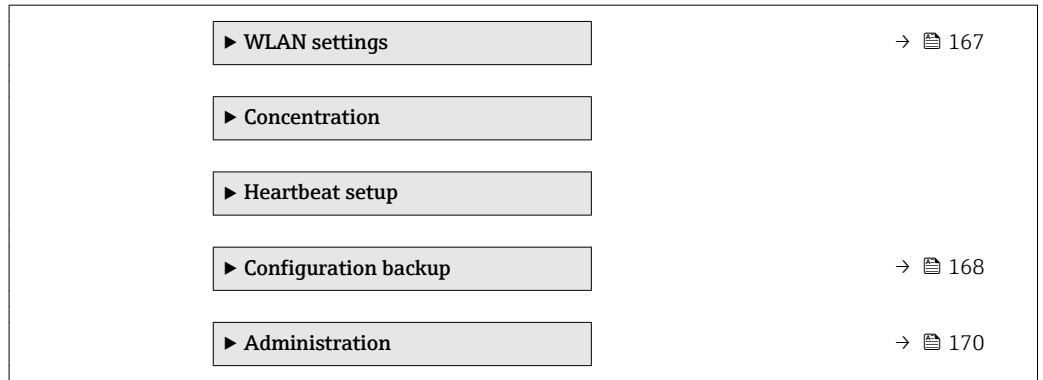 ▶ WLAN settings → 🖹 167
▶ Concentration
▶ Heartbeat setup
▶ Configuration backup → 🖹 168
▶ Administration → 🖹 170